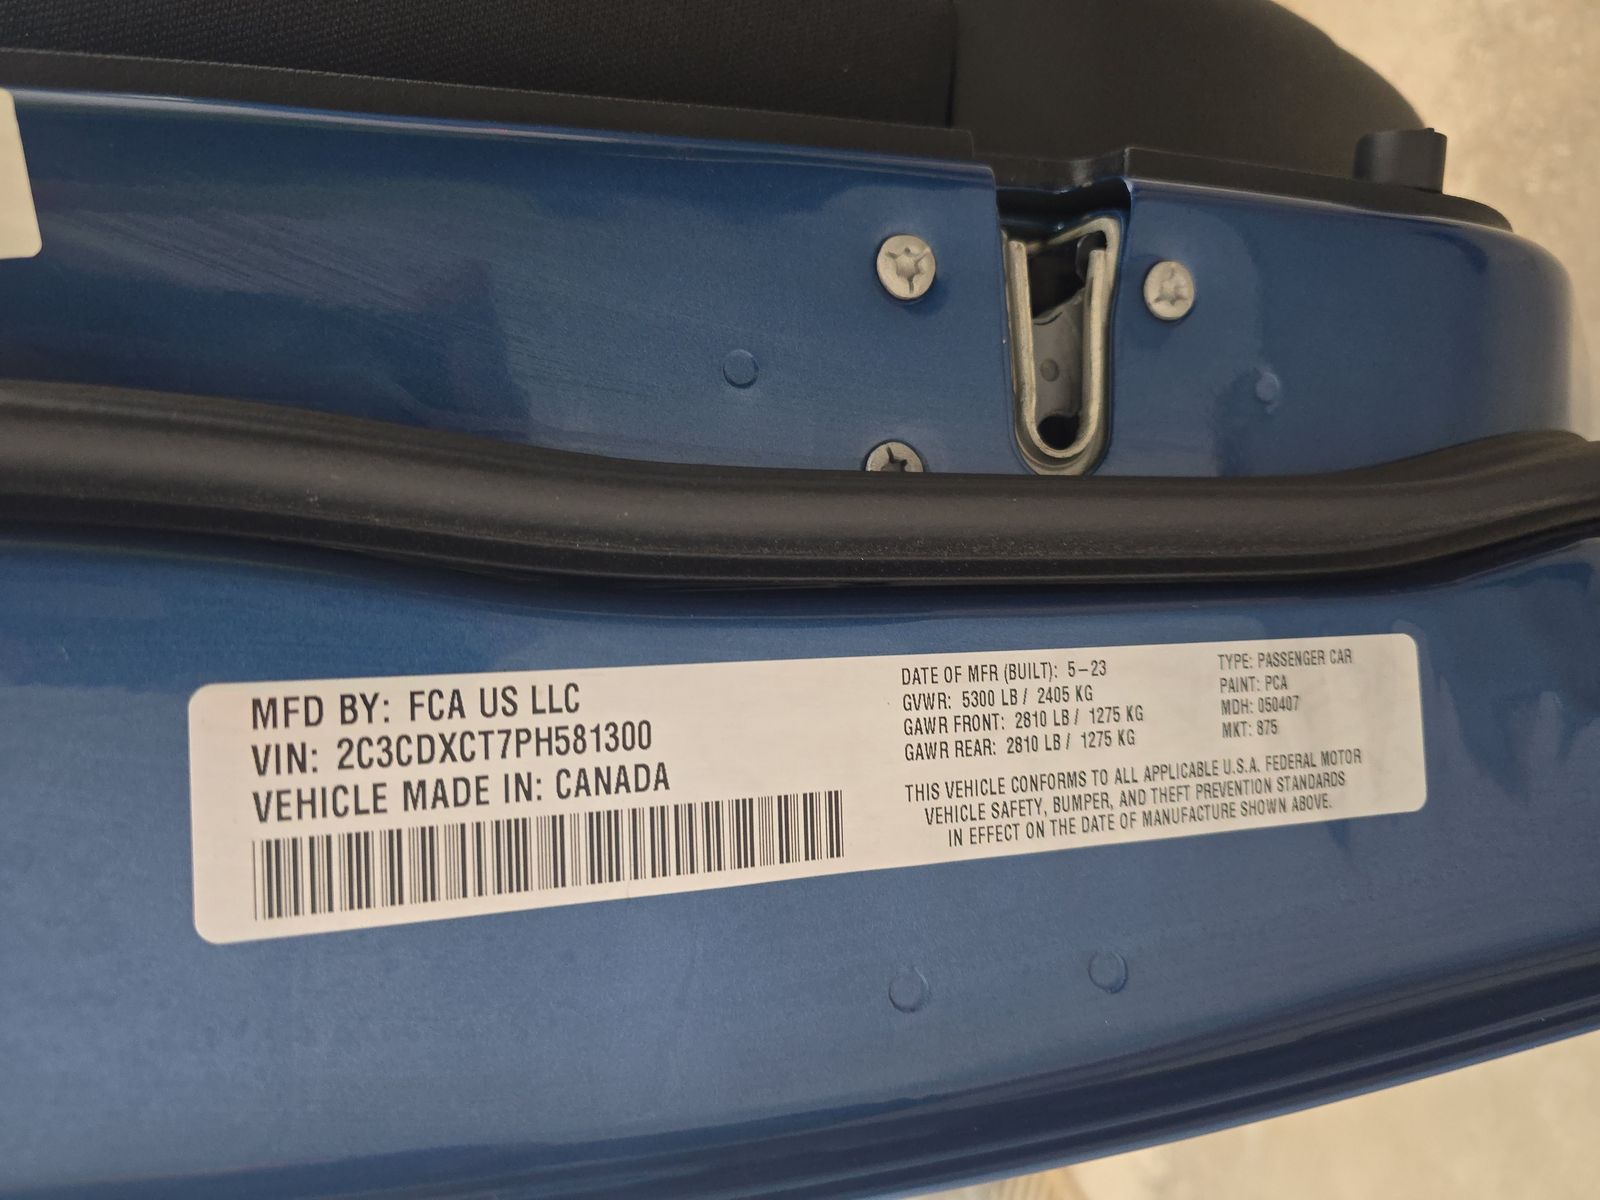 MFD BY: FCA US LLC
VIN: 2C3CDXCT7PH581300
VEHICLE MADE IN: CANADA
DATE OF MFR (BUILT): 5-23
GVWR: 5300 LB / 2405 KG
GAWR FRONT: 2810 LB / 1275 KG
GAWR REAR: 2810 LB / 1275 KG
TYPE: PASSENGER CAR
PAINT: PCA
MDH: 050407
MKT: 875
THIS VEHICLE CONFORMS TO ALL APPLICABLE U.S.A. FEDERAL MOTOR
VEHICLE SAFETY, BUMPER, AND THEFT PREVENTION STANDARDS
IN EFFECT ON THE DATE OF MANUFACTURE SHOWN ABOVE.